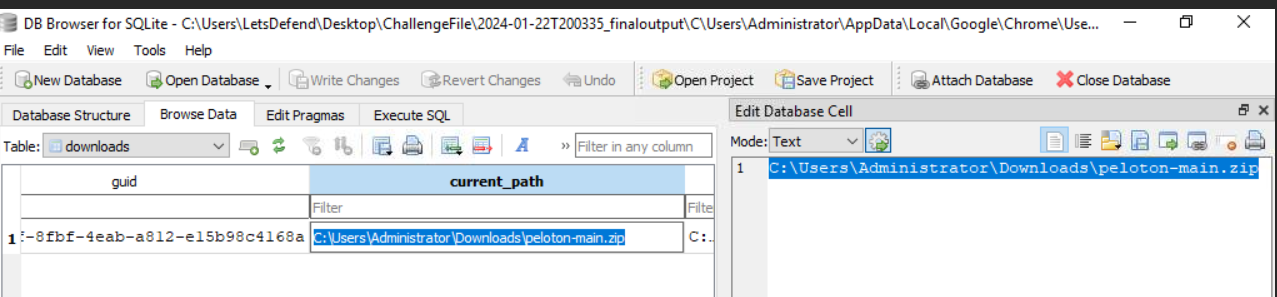 DB Browser for SQLite - C:\Users\LetsDefend\Desktop\ChallengeFile\2024-01-22T200335_finaloutput\C\Users\Administrator\AppData\Local\Google\Chrome\Use...
File Edit View Tools Help
New Database Open Database Write Changes Revert Changes Undo Open Project Save Project Attach Database Close Database
Database Structure Browse Data Edit Pragmas Execute SQL
Table: downloads Filter in any column
guid current_path
Filter Filte
1 f-8fbf-4eab-a812-e15b98c4168a C:\Users\Administrator\Downloads\peloton-main.zip C:.
Edit Database Cell
Mode: Text
1 C:\Users\Administrator\Downloads\peloton-main.zip